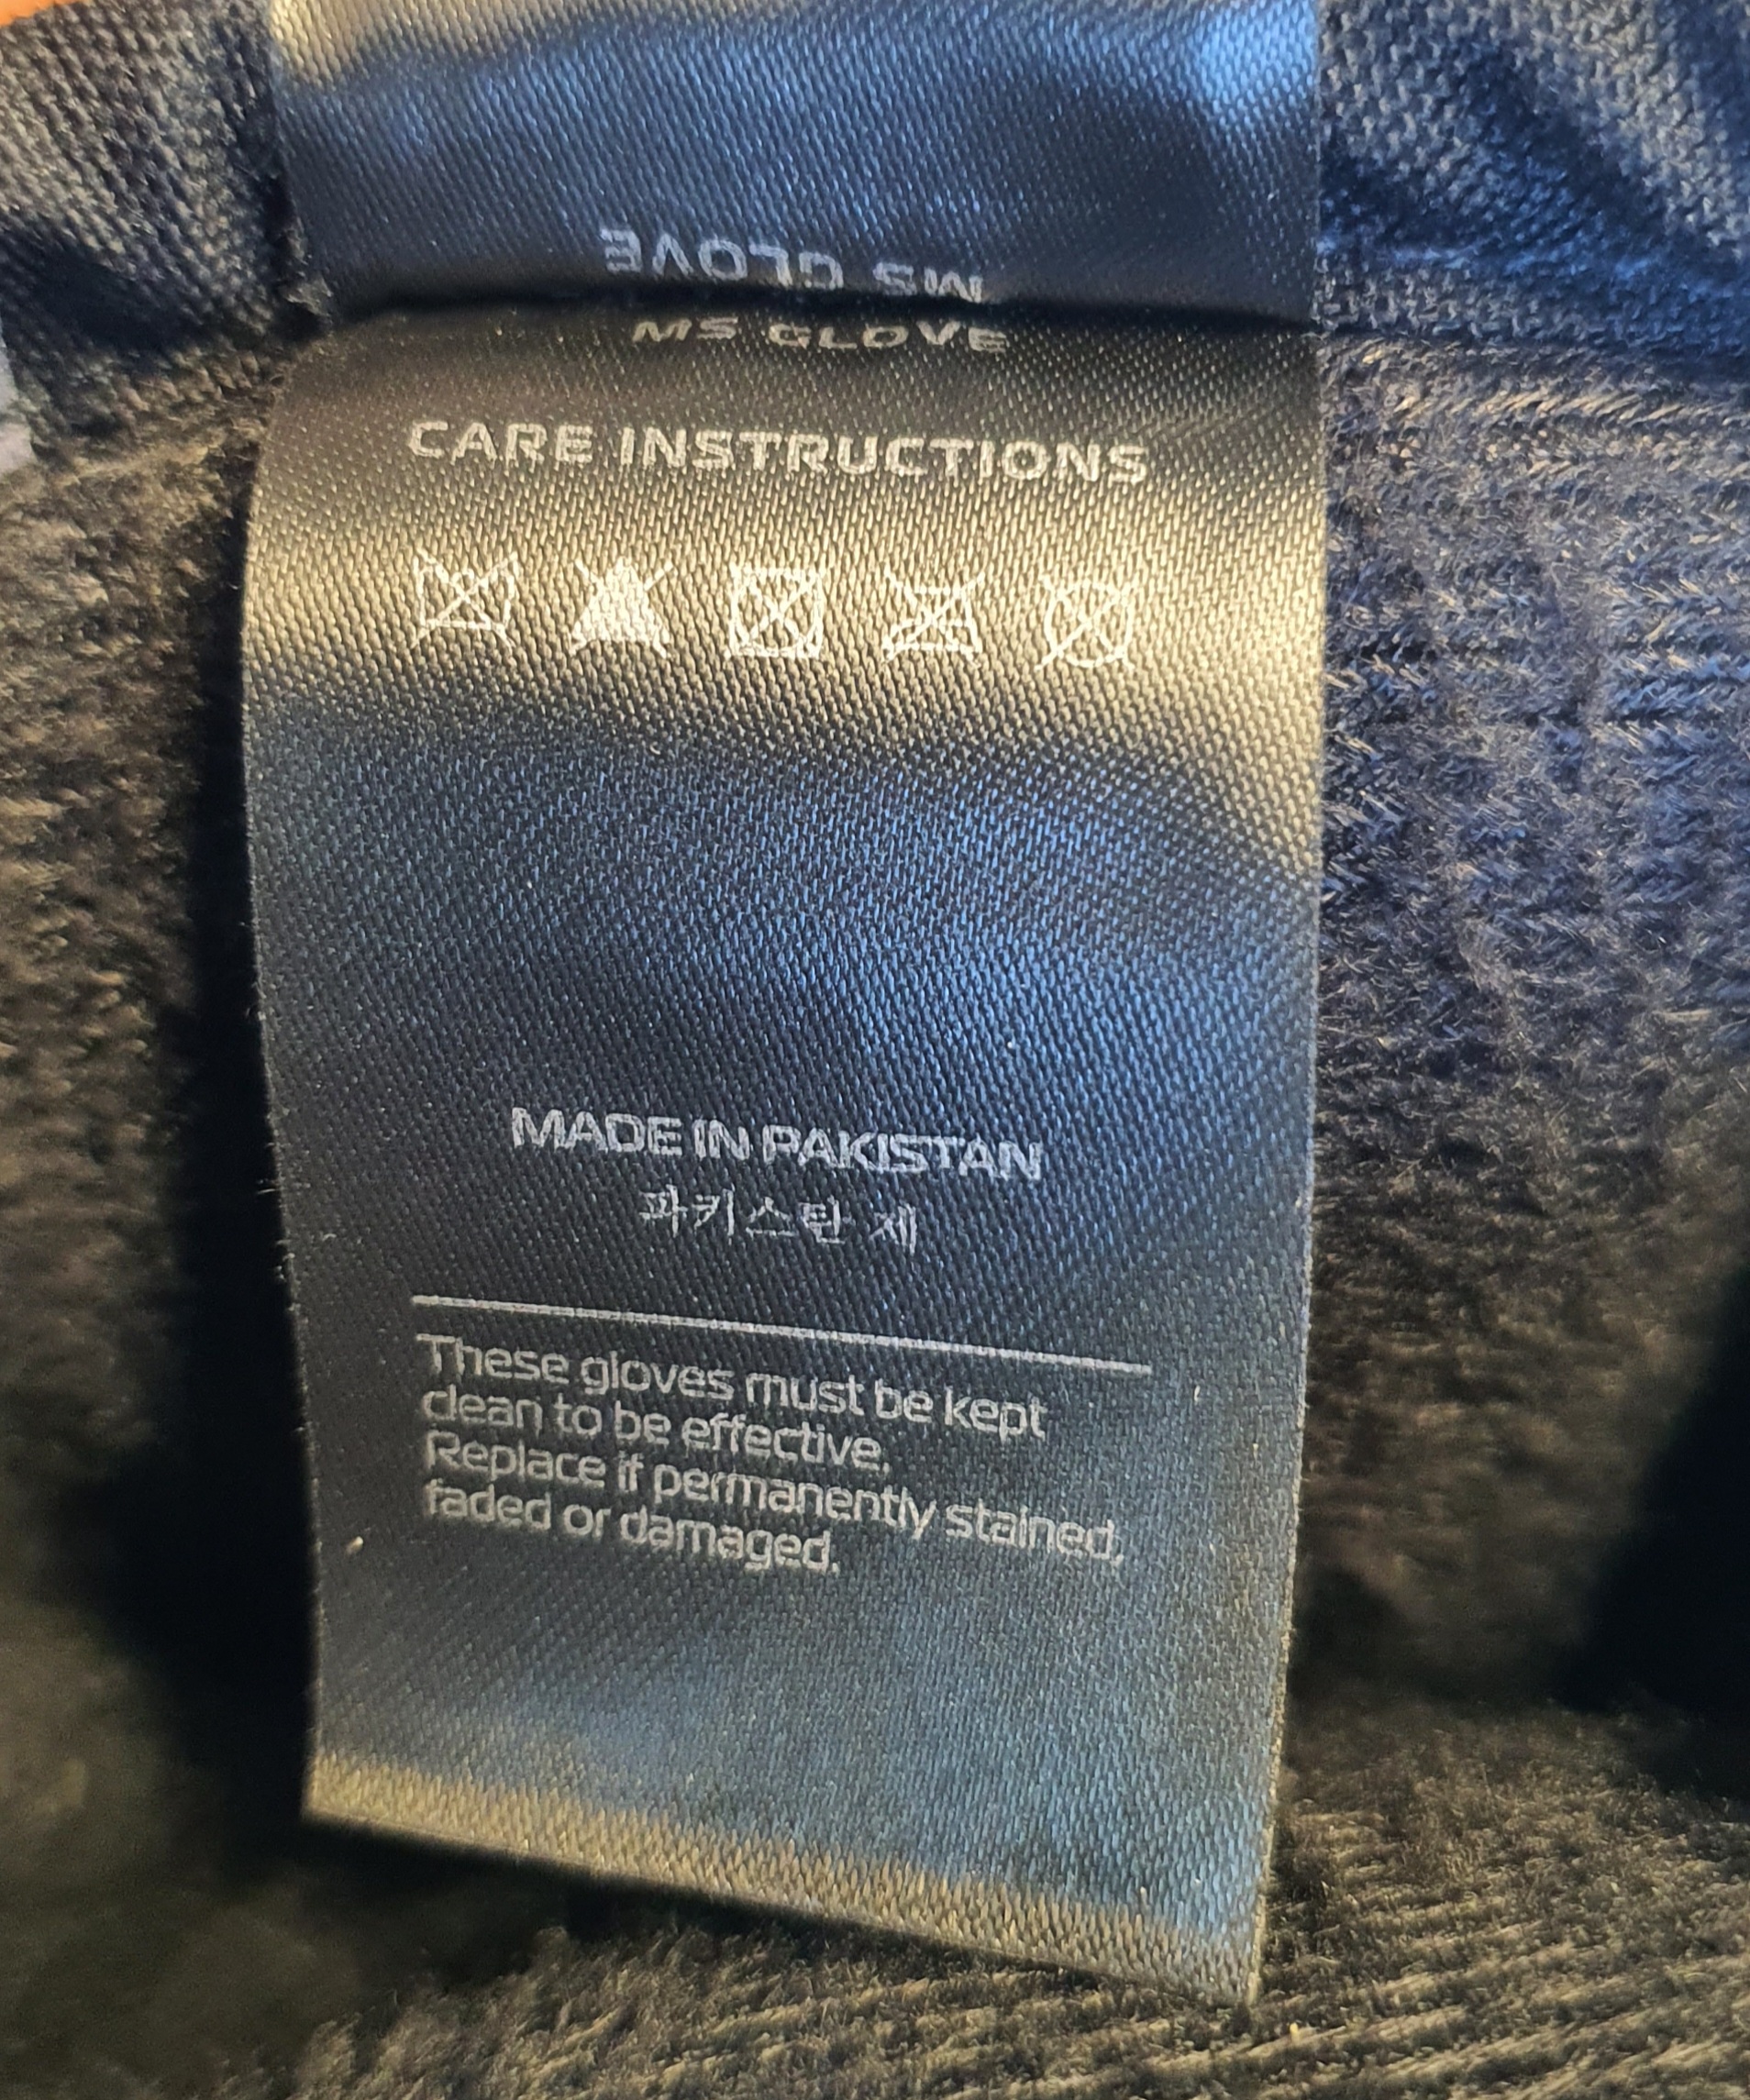 MS GLOVE
MS GLOVE
CARE INSTRUCTIONS
MADE IN PAKISTAN
파키스탄 제
These gloves must be kept
clean to be effective.
Replace if permanently stained,
faded or damaged.